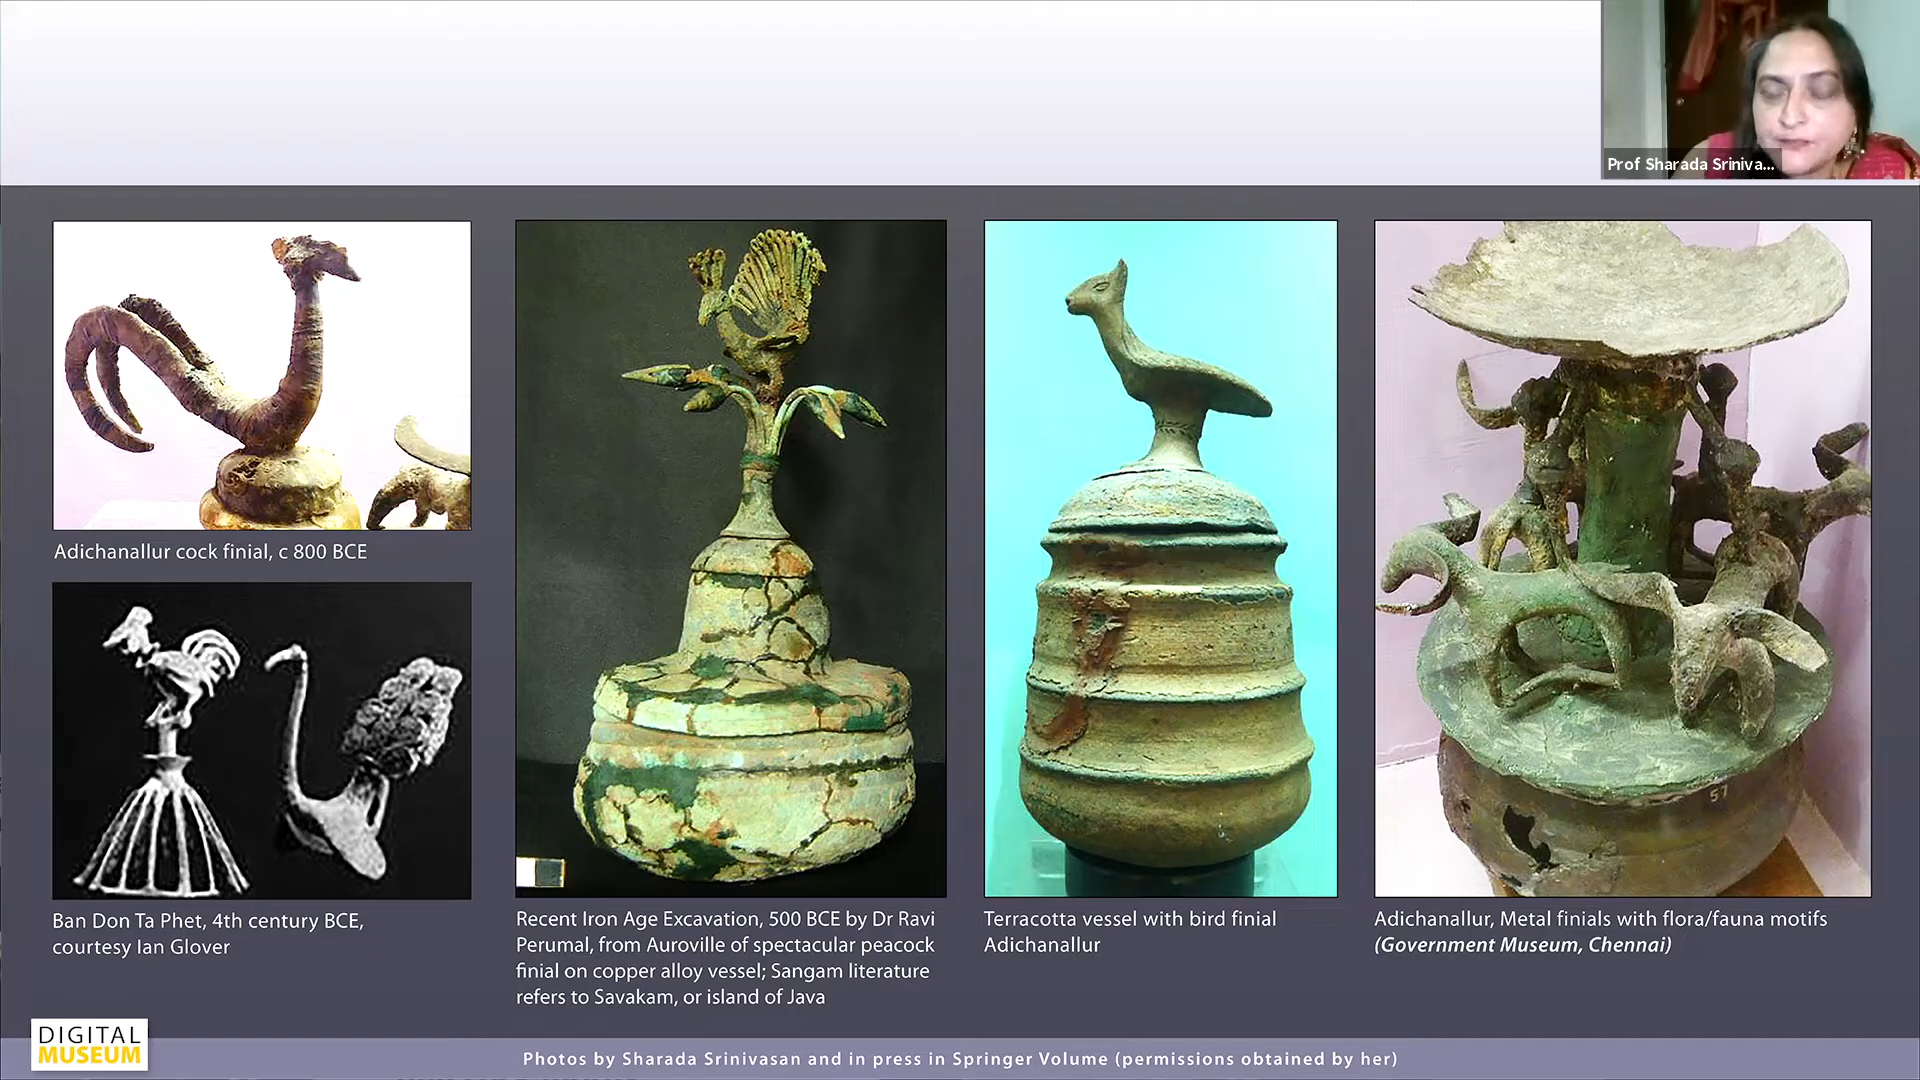 Prof Sharada Sriniva...
Adichanallur cock finial, c 800 BCE
Ban Don Ta Phet, 4th century BCE,
courtesy Ian Glover
Recent Iron Age Excavation, 500 BCE by Dr Ravi
Perumal, from Auroville of spectacular peacock
finial on copper alloy vessel; Sangam literature
refers to Savakam, or island of Java
Terracotta vessel with bird finial
Adichanallur
57
Adichanallur, Metal finials with flora/fauna motifs
(Government Museum, Chennai)
DIGITAL
MUSEUM
Photos by Sharada Srinivasan and in press in Springer Volume (permissions obtained by her)